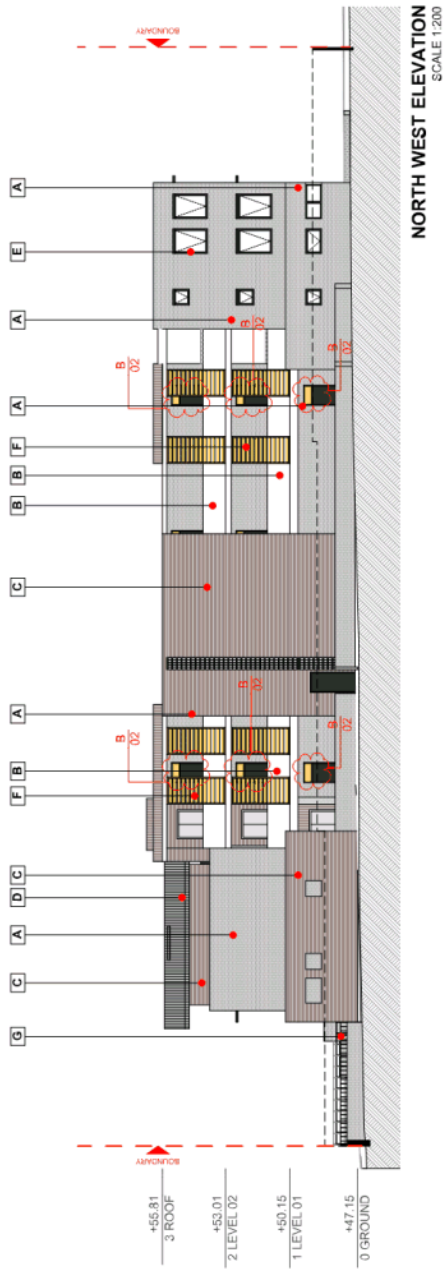 G
C
A
D
C
F
B
A
C
B
B
F
A
A
E
A
BOUNDARY
BOUNDARY
B
02
B
02
B
02
B
02
B
02
B
02
+55.81
3 ROOF
+53.01
2 LEVEL 02
+50.15
1 LEVEL 01
+47.15
0 GROUND
NORTH WEST ELEVATION
SCALE 1:200